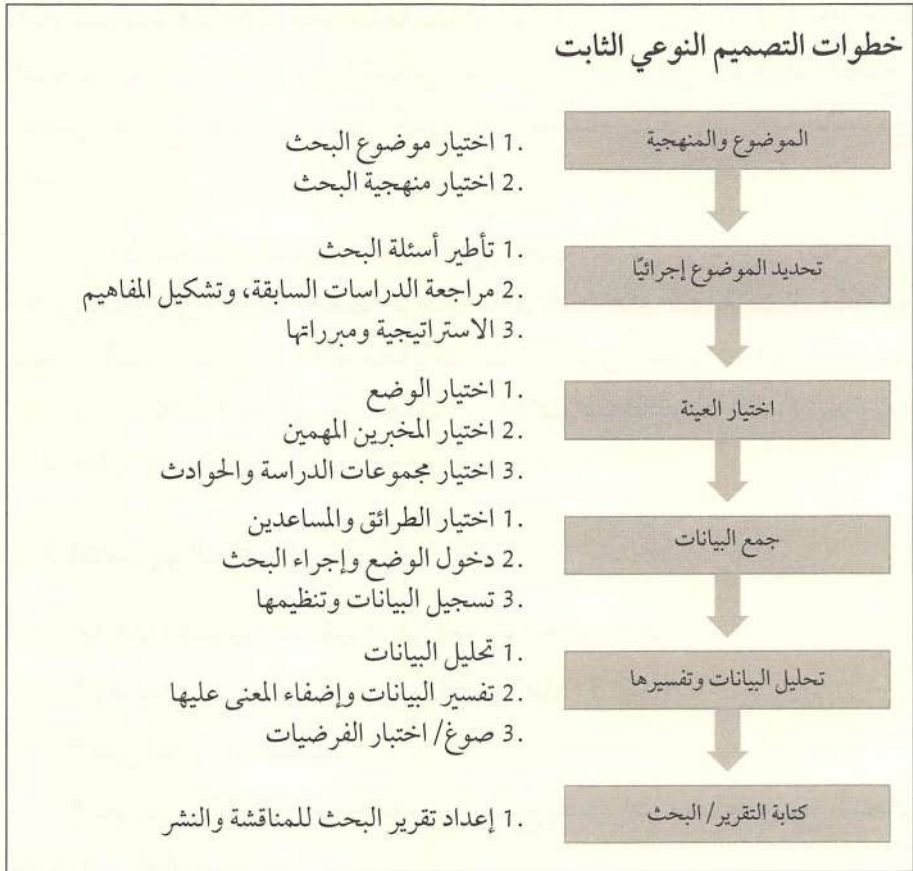 خطوات التصميم النوعي الثابت
الموضوع والمنهجية
1. اختيار موضوع البحث
2. اختيار منهجية البحث
تحديد الموضوع إجرائيًا
1. تأطير أسئلة البحث
2. مراجعة الدراسات السابقة، وتشكيل المفاهيم
3. الاستراتيجية ومبرراتها
اختيار العينة
1. اختيار الوضع
2. اختيار المخبرين المهمين
3. اختيار مجموعات الدراسة والحوادث
جمع البيانات
1. اختيار الطرائق والمساعدين
2. دخول الوضع وإجراء البحث
3. تسجيل البيانات وتنظيمها
تحليل البيانات وتفسيرها
1. تحليل البيانات
2. تفسير البيانات وإضفاء المعنى عليها
3. صوغ/ اختبار الفرضيات
كتابة التقرير/ البحث
1. إعداد تقرير البحث للمناقشة والنشر